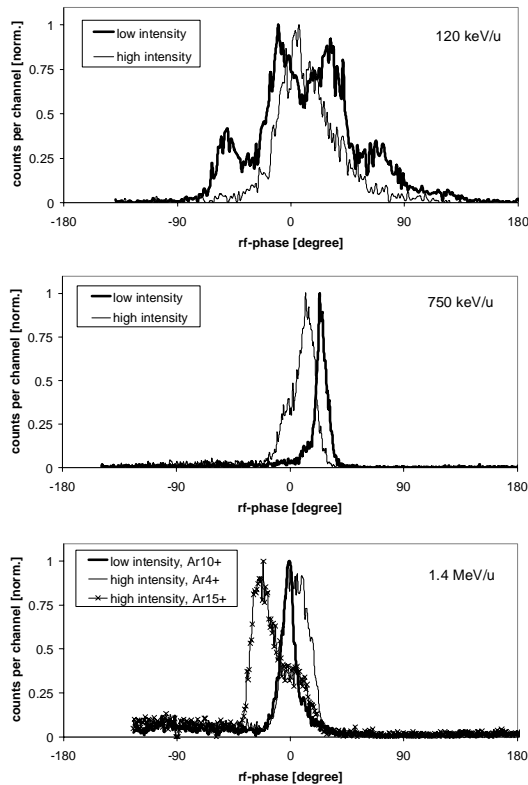 1
low intensity
120 keV/u
high intensity
0.75
0.5
0.25
0
counts per channel [norm.]
-180 -90 0 90 180
rf-phase [degree]
1
low intensity
750 keV/u
high intensity
0.75
0.5
0.25
0
counts per channel [norm.]
-180 -90 0 90 180
rf-phase [degree]
1
low intensity, Ar10+
1.4 MeV/u
high intensity, Ar4+
high intensity, Ar15+
0.75
0.5
0.25
0
counts per channel [norm.]
-180 -90 0 90 180
rf-phase [degree]